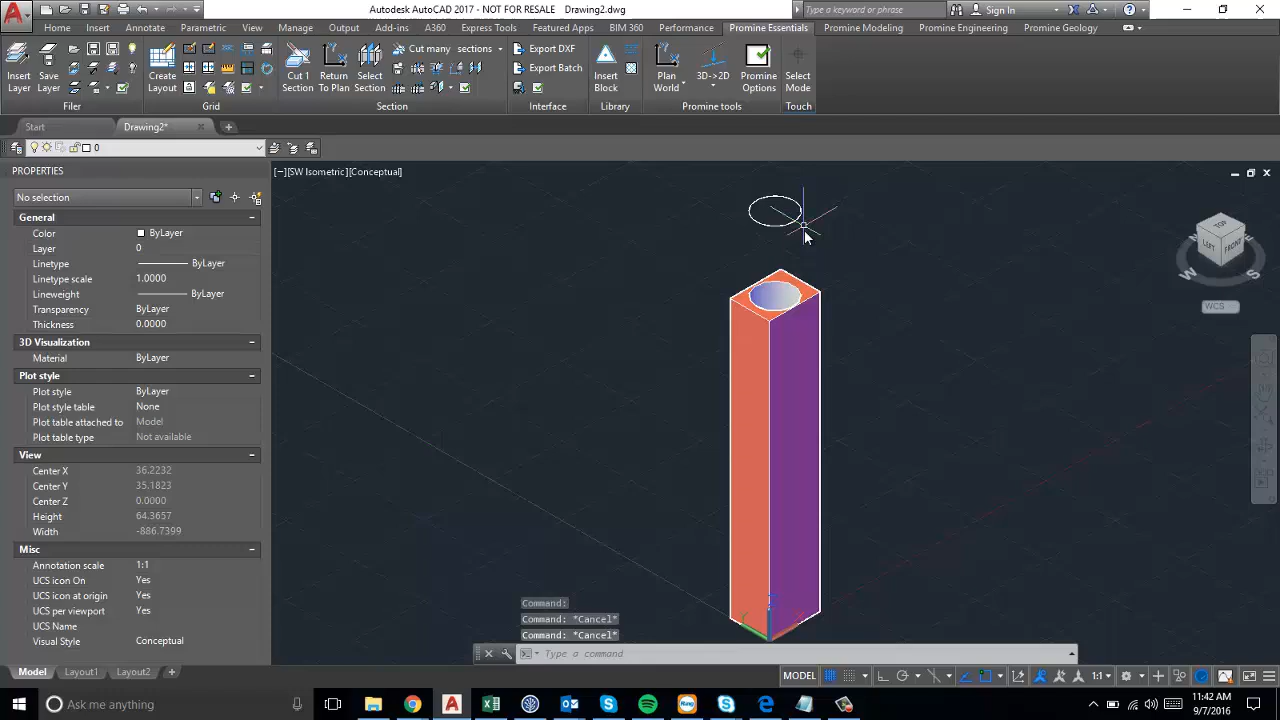 Autodesk AutoCAD 2017 - NOT FOR RESALE Drawing2.dwg
Type a keyword or phrase
Sign In
Home Insert Annotate Parametric View Manage Output Add-ins A360 Express Tools Featured Apps BIM 360 Performance Promine Essentials Promine Modeling Promine Engineering Promine Geology
Cut many sections
Export DXF
Export Batch
Insert Layer
Save Layer
Create Layout
Cut 1 Section
Return To Plan
Select Section
Insert Block
Plan World
3D->2D
Promine Options
Select Mode
Filer Grid Section Interface Library Promine tools Touch
Start Drawing2*
0
PROPERTIES
[−][SW Isometric][Conceptual]
No selection
General
Color ByLayer
Layer 0
Linetype ByLayer
Linetype scale 1.0000
Lineweight ByLayer
Transparency ByLayer
Thickness 0.0000
3D Visualization
Material ByLayer
Plot style
Plot style ByLayer
Plot style table None
Plot table attached to Model
Plot table type Not available
View
Center X 36.2232
Center Y 35.1823
Center Z 0.0000
Height 64.3657
Width -886.7399
Misc
Annotation scale 1:1
UCS icon On Yes
UCS icon at origin Yes
UCS per viewport Yes
UCS Name
Visual Style Conceptual
TOP
LEFT FRONT
W S
WCS
Command:
Command: *Cancel*
Command: *Cancel*
Type a command
Model Layout1 Layout2 +
MODEL
1:1
Ask me anything
11:42 AM
9/7/2016